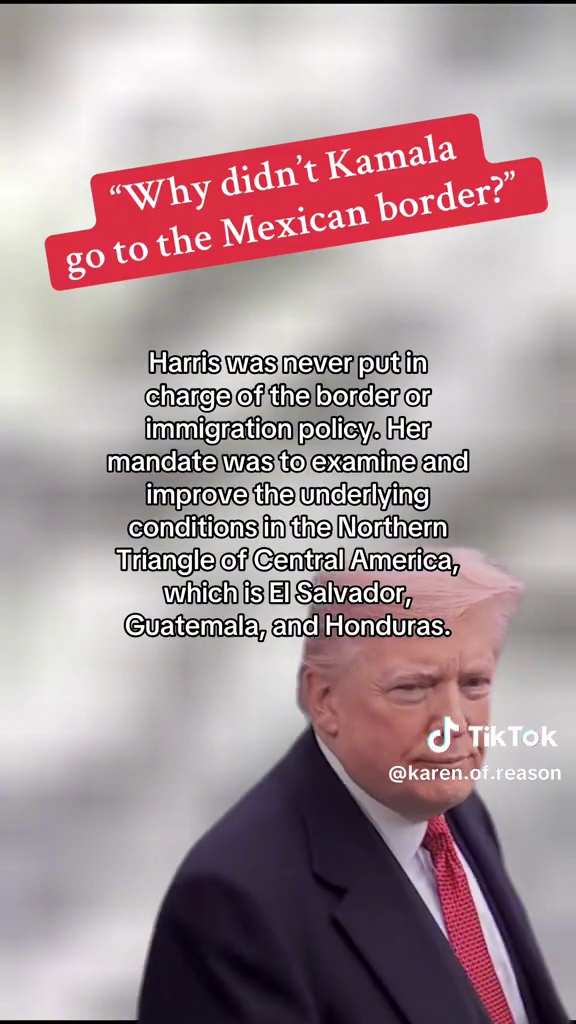 “Why didn’t Kamala
go to the Mexican border?”
Harris was never put in
charge of the border or
immigration policy. Her
mandate was to examine and
improve the underlying
conditions in the Northern
Triangle of Central America,
which is El Salvador,
Guatemala, and Honduras.
TikTok
@karen.of.reason